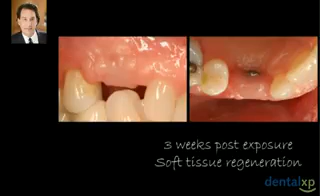 3 weeks post exposure
Soft tissue regeneration
dentalxp